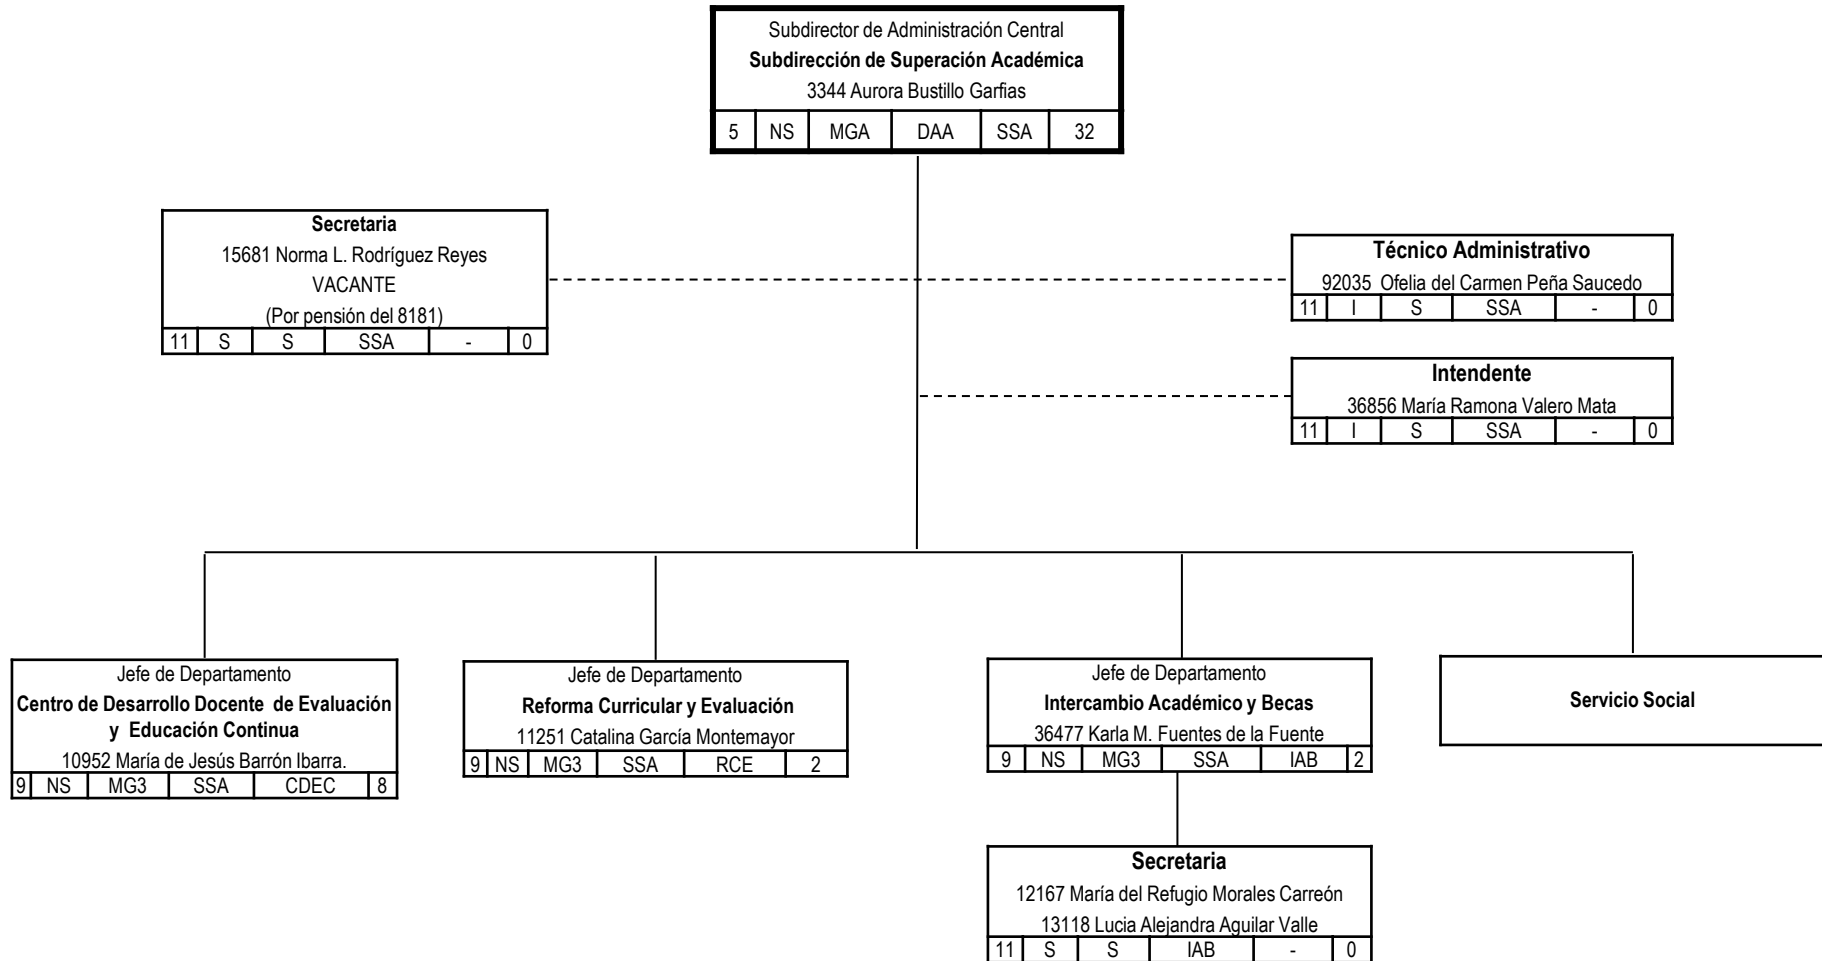 Subdirector de Administración Central
Subdirección de Superación Académica
3344 Aurora Bustillo Garfias
5 NS MGA DAA SSA 32
Secretaria
15681 Norma L. Rodríguez Reyes
VACANTE
(Por pensión del 8181)
11 S S SSA - 0
Técnico Administrativo
92035 Ofelia del Carmen Peña Saucedo
11 I S SSA - 0
Intendente
36856 María Ramona Valero Mata
11 I S SSA - 0
Jefe de Departamento
Centro de Desarrollo Docente de Evaluación
y Educación Continua
10952 María de Jesús Barrón Ibarra.
9 NS MG3 SSA CDEC 8
Jefe de Departamento
Reforma Curricular y Evaluación
11251 Catalina García Montemayor
9 NS MG3 SSA RCE 2
Jefe de Departamento
Intercambio Académico y Becas
36477 Karla M. Fuentes de la Fuente
9 NS MG3 SSA IAB 2
Servicio Social
Secretaria
12167 María del Refugio Morales Carreón
13118 Lucia Alejandra Aguilar Valle
11 S S IAB - 0